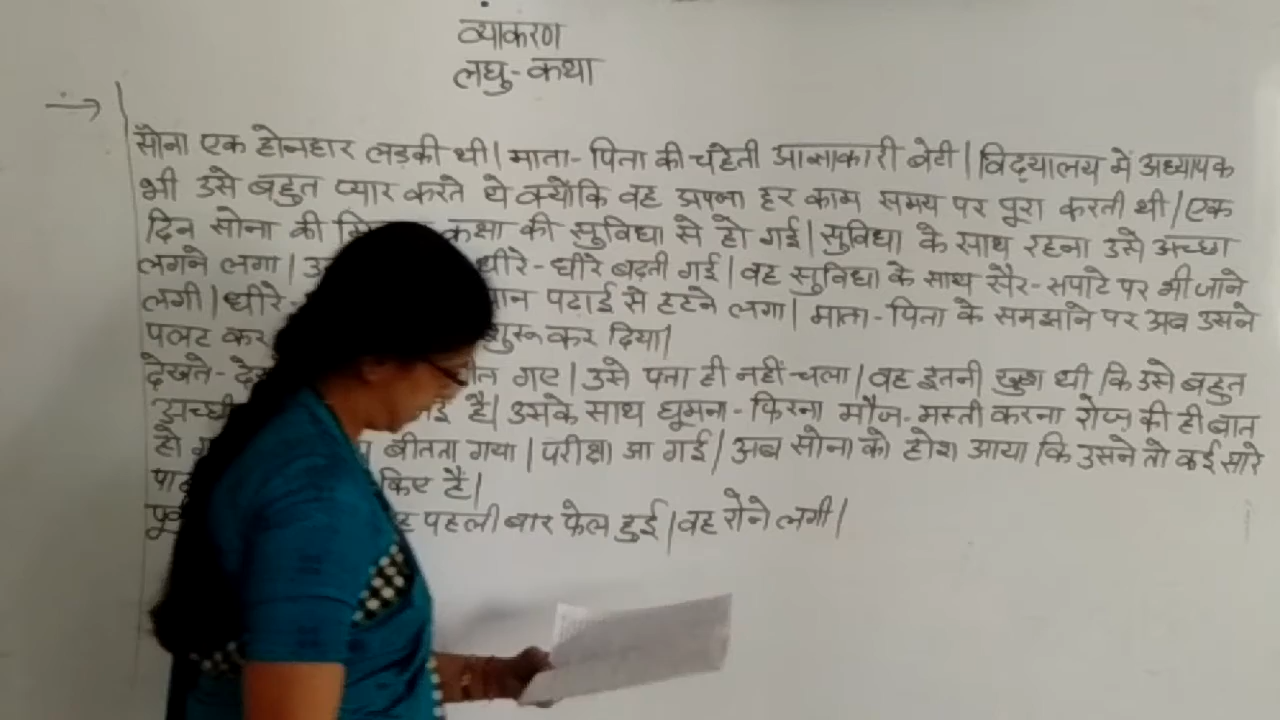 व्याकरण
लघु-कथा
सोना एक होनहार लड़की थी। माता-पिता की चहेती आज्ञाकारी बेटी। विद्यालय में अध्यापक
भी उसे बहुत प्यार करते थे क्योंकि वह अपना हर काम समय पर पूरा करती थी। एक
दिन सोना की कक्षा की सुविधा से हो गई। सुविधा के साथ रहना उसे अच्छा
लगने लगा। धीरे-धीरे बढ़ती गई। वह सुविधा के साथ सैर-सपाटे पर भी जाने
लगी। धीरे- पढ़ाई से हटने लगा। माता-पिता के समझाने पर अब उसने
पलट कर शुरू कर दिया।
देखते- गए। उसे पता ही नहीं चला। वह इतनी खुश थी कि उसे बहुत
अच्छी है। उसके साथ घूमना-फिरना मौज-मस्ती करना रोज़ की ही बात
हो बीतता गया। परीक्षा आ गई। अब सोना को होश आया कि उसने तो कई सारे
किए हैं।
पहली बार फेल हुई। वह रोने लगी।